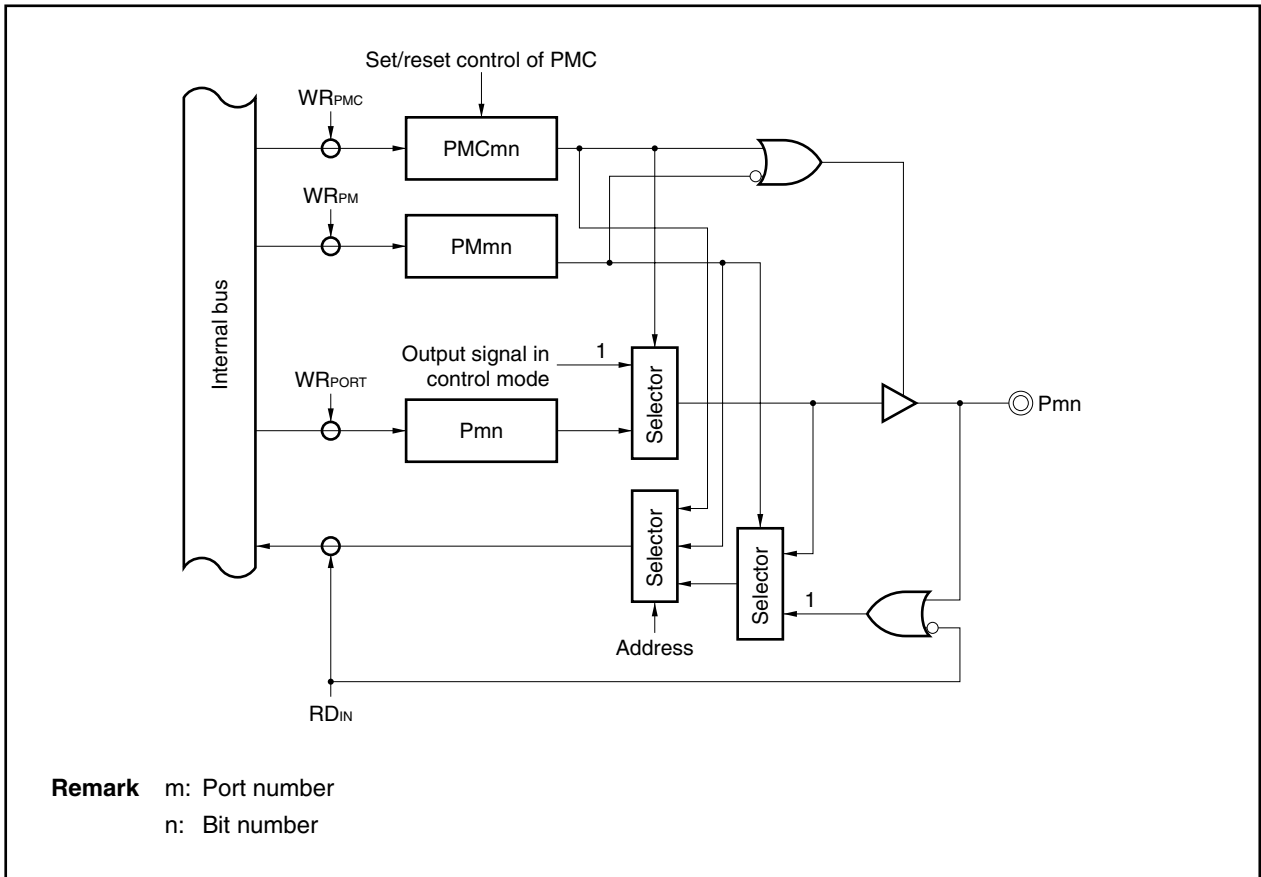 Set/reset control of PMC
WRPMC
PMCmn
WRPM
PMmn
Internal bus
Output signal in
control mode
1
Selector
WRPORT
Pmn
Pmn
Selector
Selector
1
Address
RDIN
Remark m: Port number
n: Bit number